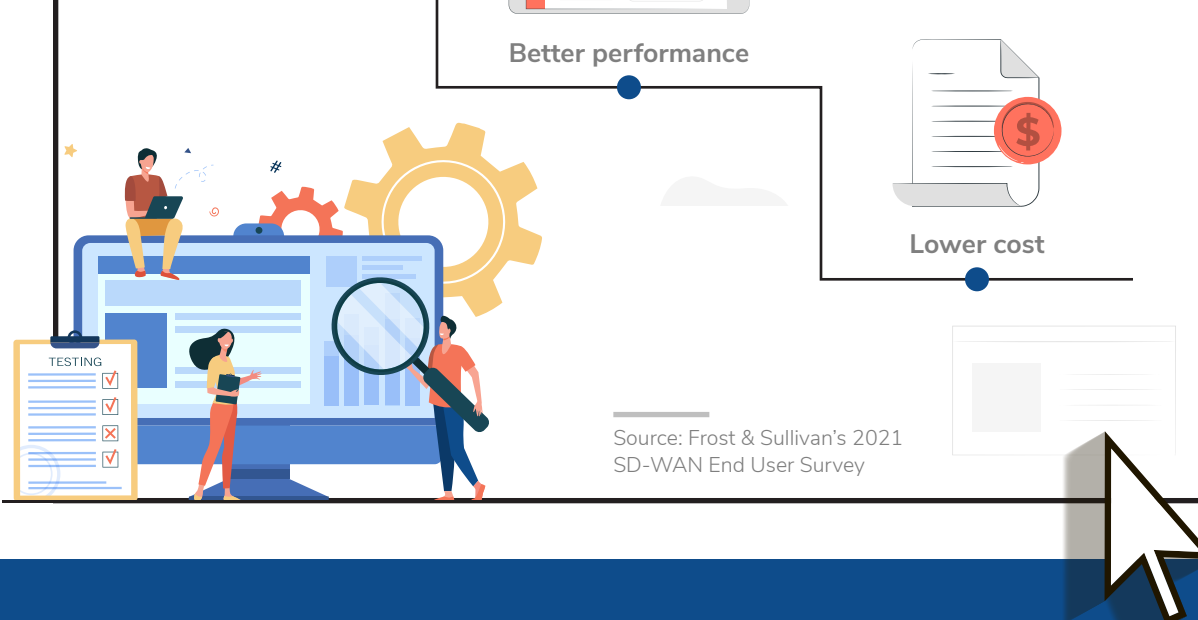 Better performance
$
Lower cost
#
TESTING
Source: Frost & Sullivan’s 2021
SD-WAN End User Survey